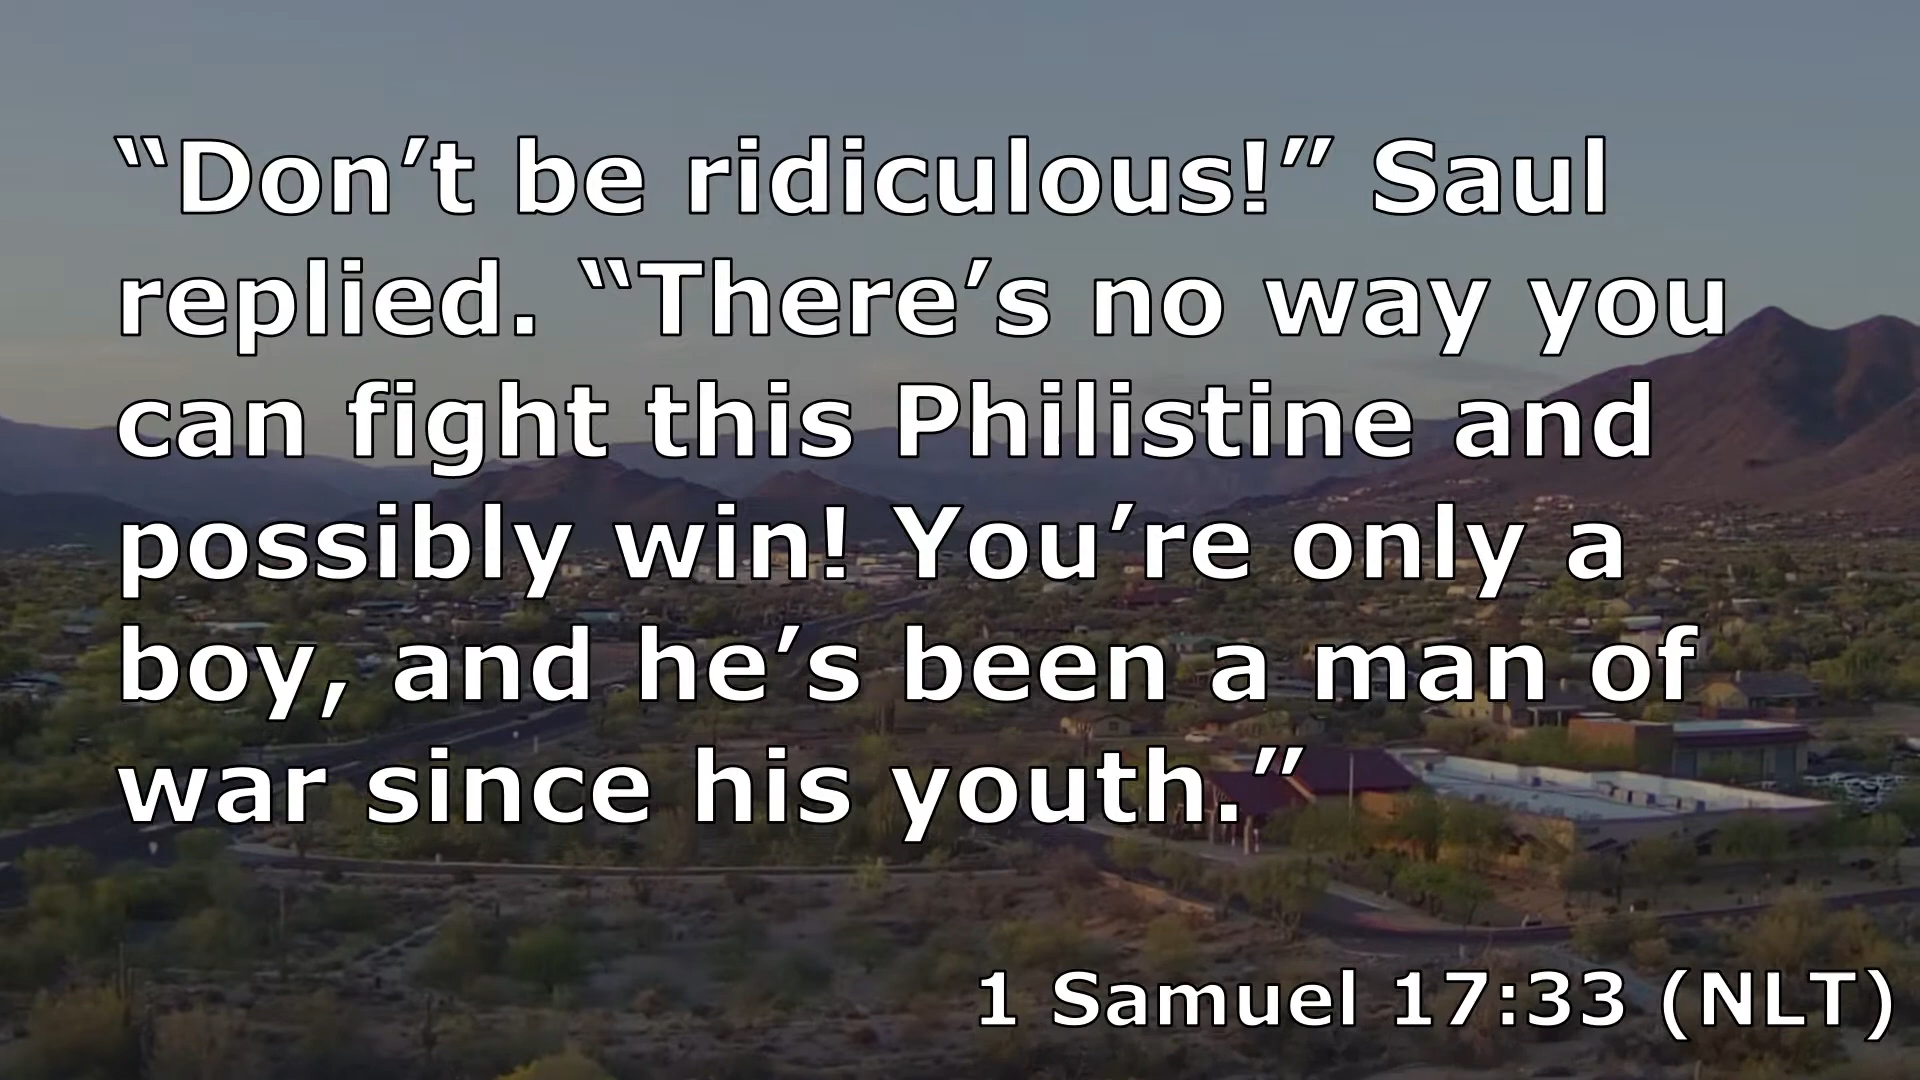 “Don’t be ridiculous!” Saul
replied. “There’s no way you
can fight this Philistine and
possibly win! You’re only a
boy, and he’s been a man of
war since his youth.”
1 Samuel 17:33 (NLT)